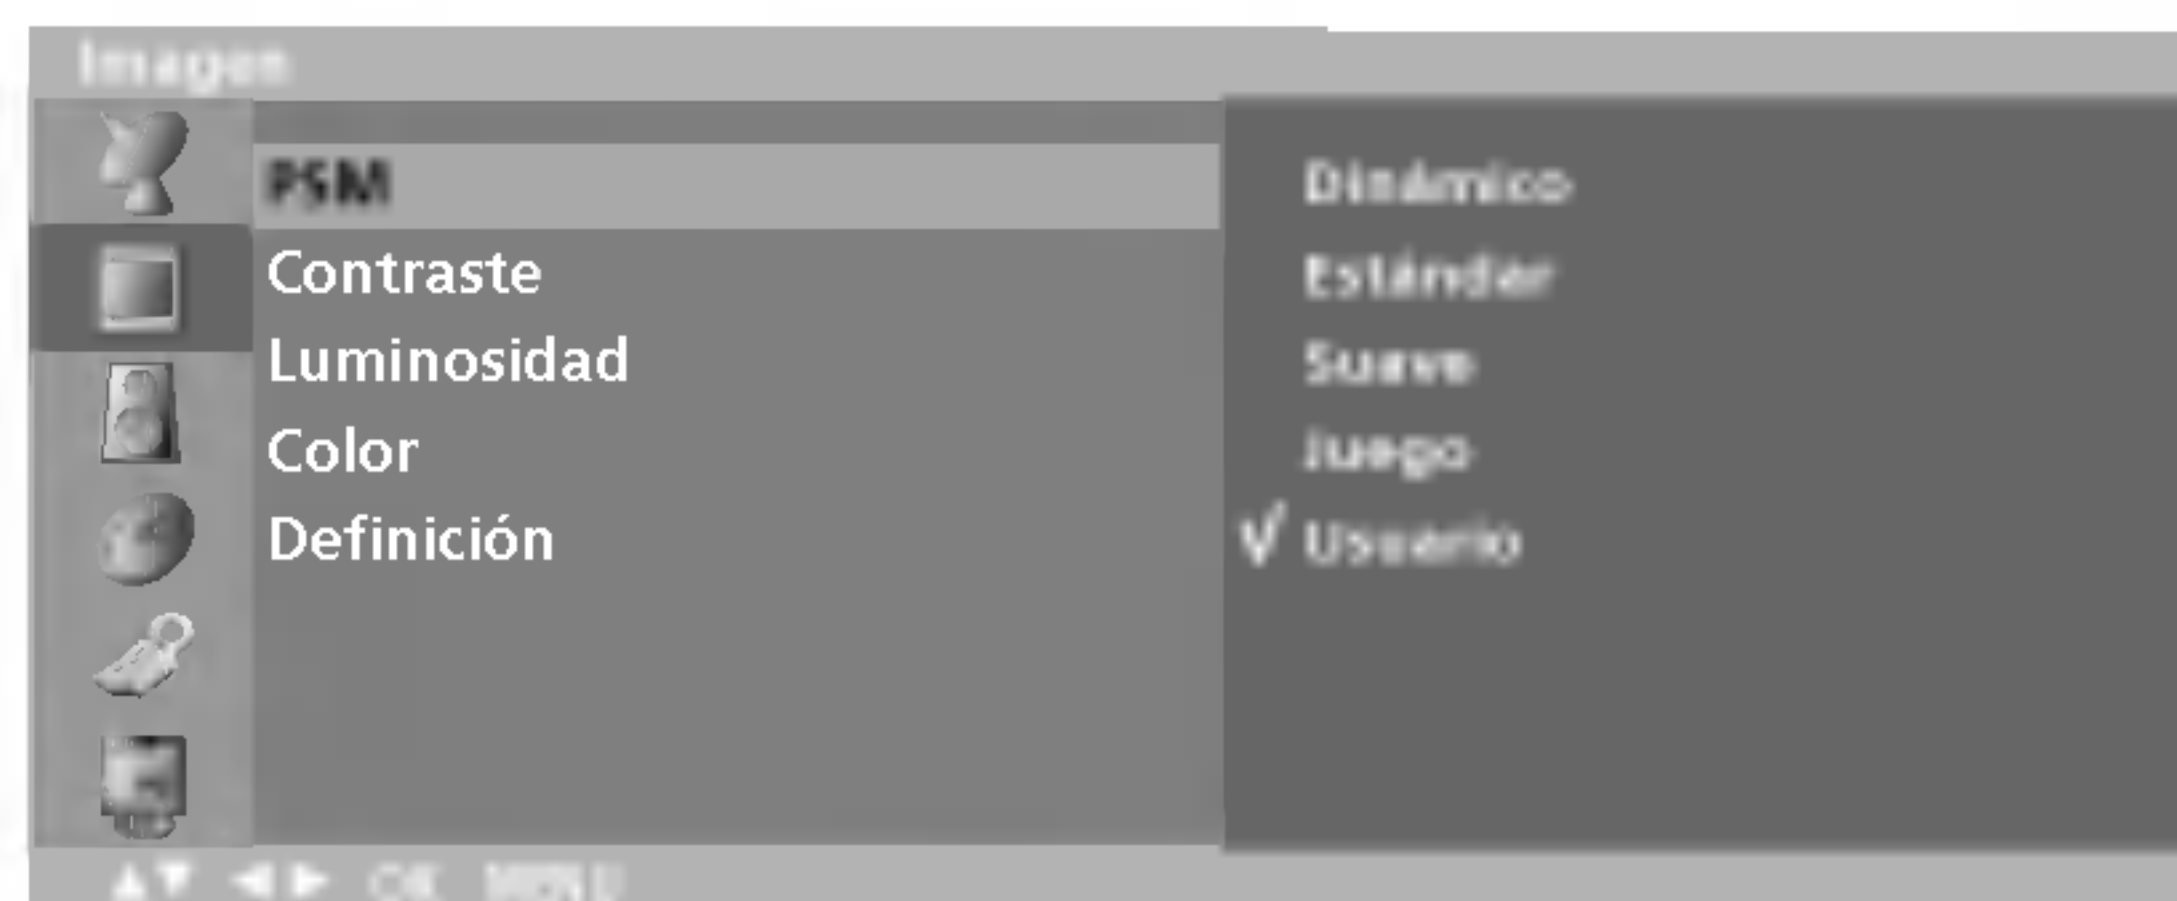 Imagen
PSM
Contraste
Luminosidad
Color
Definición
Dinámico
Estándar
Suave
Juego
√ Usuario
▲▼ ◀▶ OK MENU